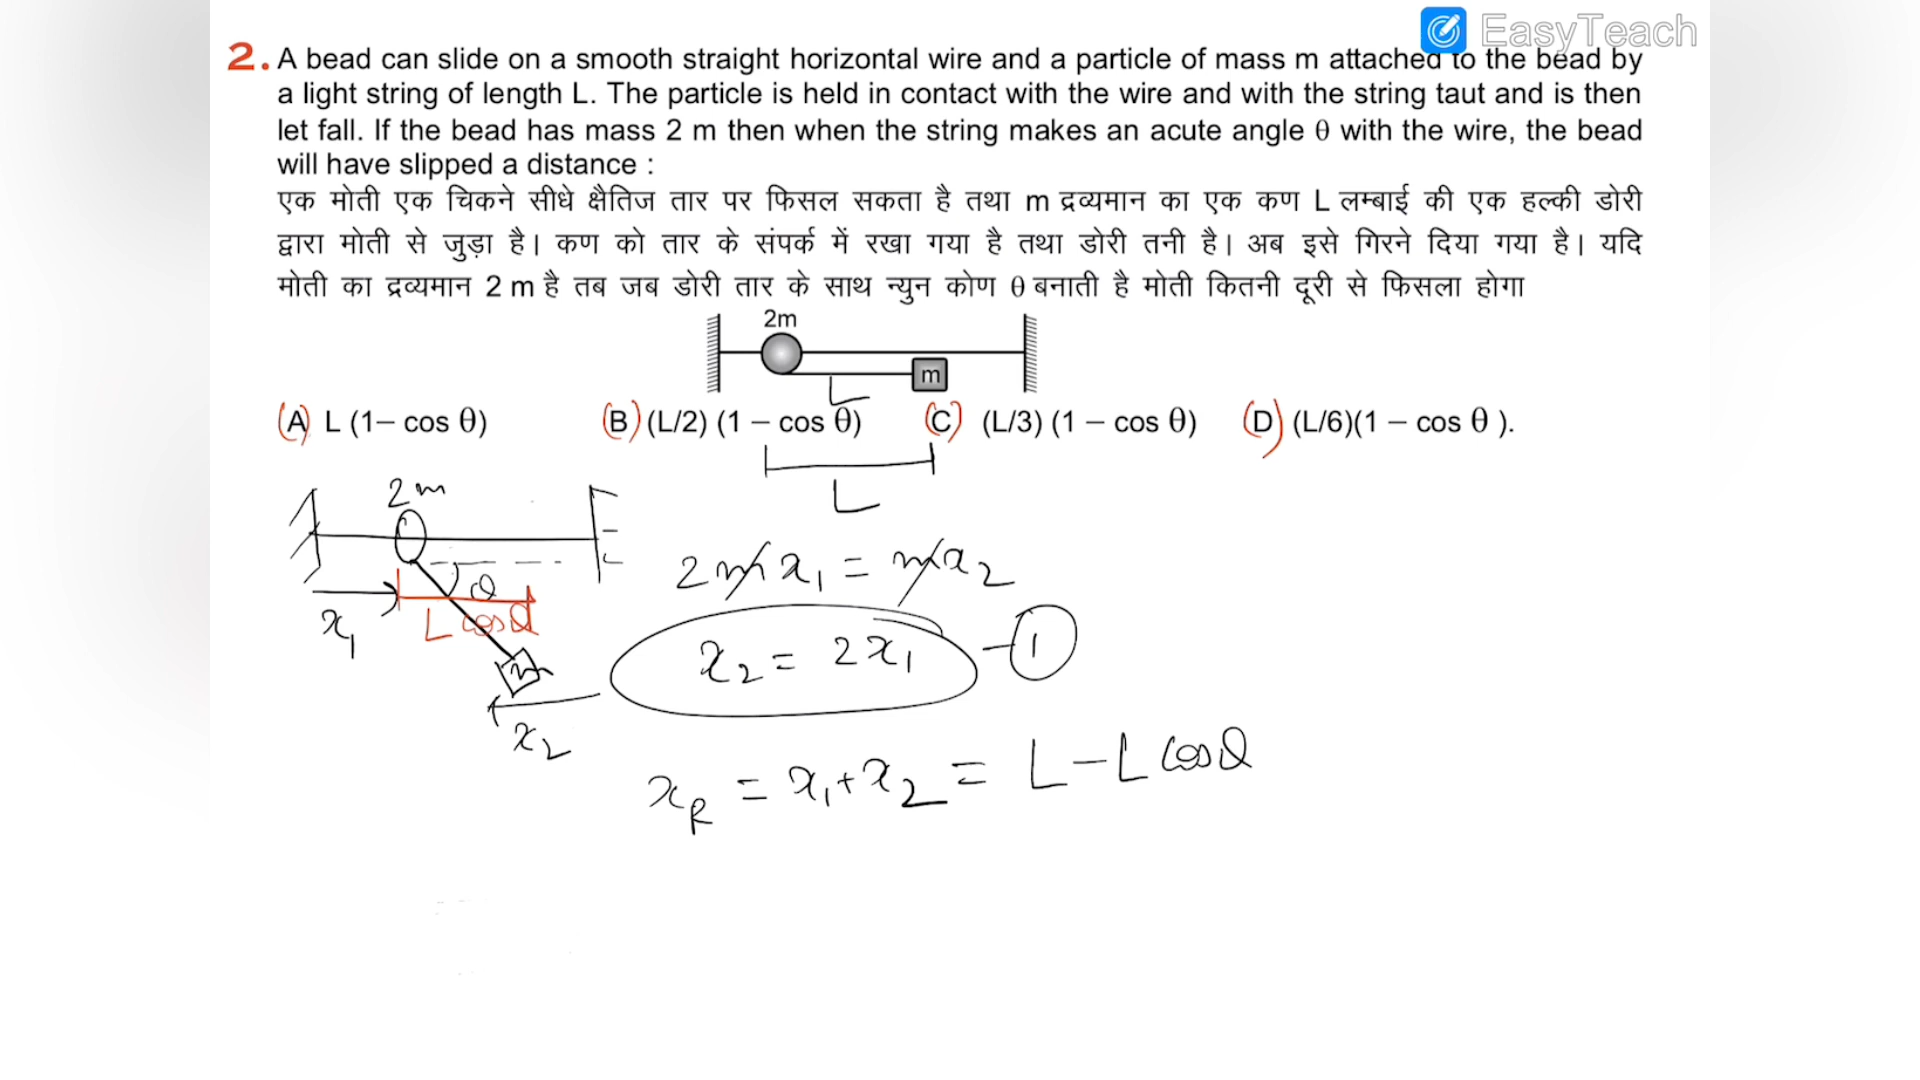 EasyTeach
2. A bead can slide on a smooth straight horizontal wire and a particle of mass m attached to the bead by
a light string of length L. The particle is held in contact with the wire and with the string taut and is then
let fall. If the bead has mass 2 m then when the string makes an acute angle θ with the wire, the bead
will have slipped a distance :
एक मोती एक चिकने सीधे क्षैतिज तार पर फिसल सकता है तथा m द्रव्यमान का एक कण L लम्बाई की एक हल्की डोरी
द्वारा मोती से जुड़ा है। कण को तार के संपर्क में रखा गया है तथा डोरी तनी है। अब इसे गिरने दिया गया है। यदि
मोती का द्रव्यमान 2 m है तब जब डोरी तार के साथ न्युन कोण θ बनाती है मोती कितनी दूरी से फिसला होगा
2m
m
L
(A) L (1– cos θ) (B) (L/2) (1 – cos θ) (C) (L/3) (1 – cos θ) (D) (L/6)(1 – cos θ ).
L
2m
θ
x₁
L cosθ
m
x₂
2mx₁ = mx₂
x₂ = 2x₁ –①
x_R = x₁+x₂ = L–L cosθ